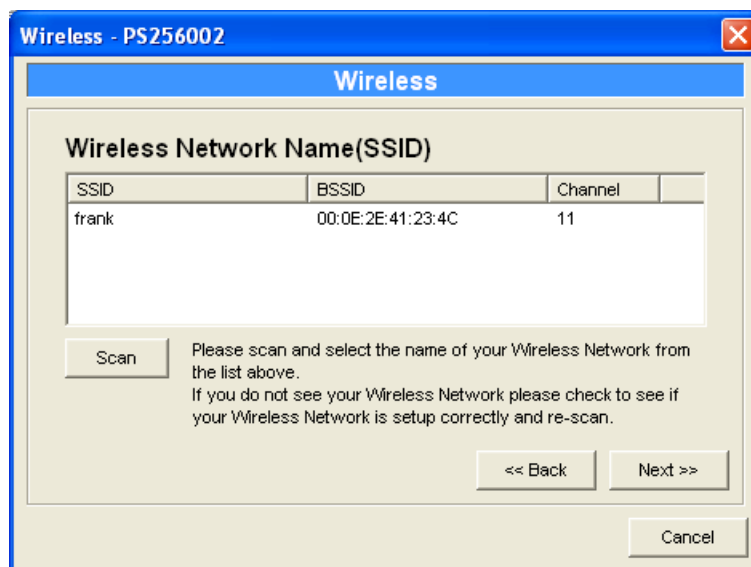 Wireless - PS256002
Wireless
Wireless Network Name(SSID)
SSID BSSID Channel
frank 00:0E:2E:41:23:4C 11
Scan
Please scan and select the name of your Wireless Network from
the list above.
If you do not see your Wireless Network please check to see if
your Wireless Network is setup correctly and re-scan.
<< Back Next >>
Cancel